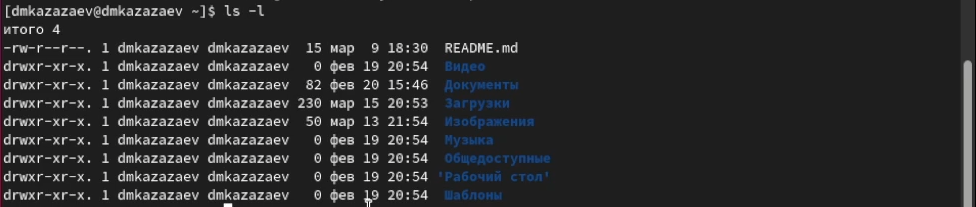 [dmkazazaev@dmkazazaev ~]$ ls -l
итого 4
-rw-r--r--. 1 dmkazazaev dmkazazaev  15 мар  9 18:30  README.md
drwxr-xr-x. 1 dmkazazaev dmkazazaev   0 фев 19 20:54  Видео
drwxr-xr-x. 1 dmkazazaev dmkazazaev  82 фев 20 15:46  Документы
drwxr-xr-x. 1 dmkazazaev dmkazazaev 230 мар 15 20:53  Загрузки
drwxr-xr-x. 1 dmkazazaev dmkazazaev  50 мар 13 21:54  Изображения
drwxr-xr-x. 1 dmkazazaev dmkazazaev   0 фев 19 20:54  Музыка
drwxr-xr-x. 1 dmkazazaev dmkazazaev   0 фев 19 20:54  Общедоступные
drwxr-xr-x. 1 dmkazazaev dmkazazaev   0 фев 19 20:54 'Рабочий стол'
drwxr-xr-x. 1 dmkazazaev dmkazazaev   0 фев 19 20:54  Шаблоны